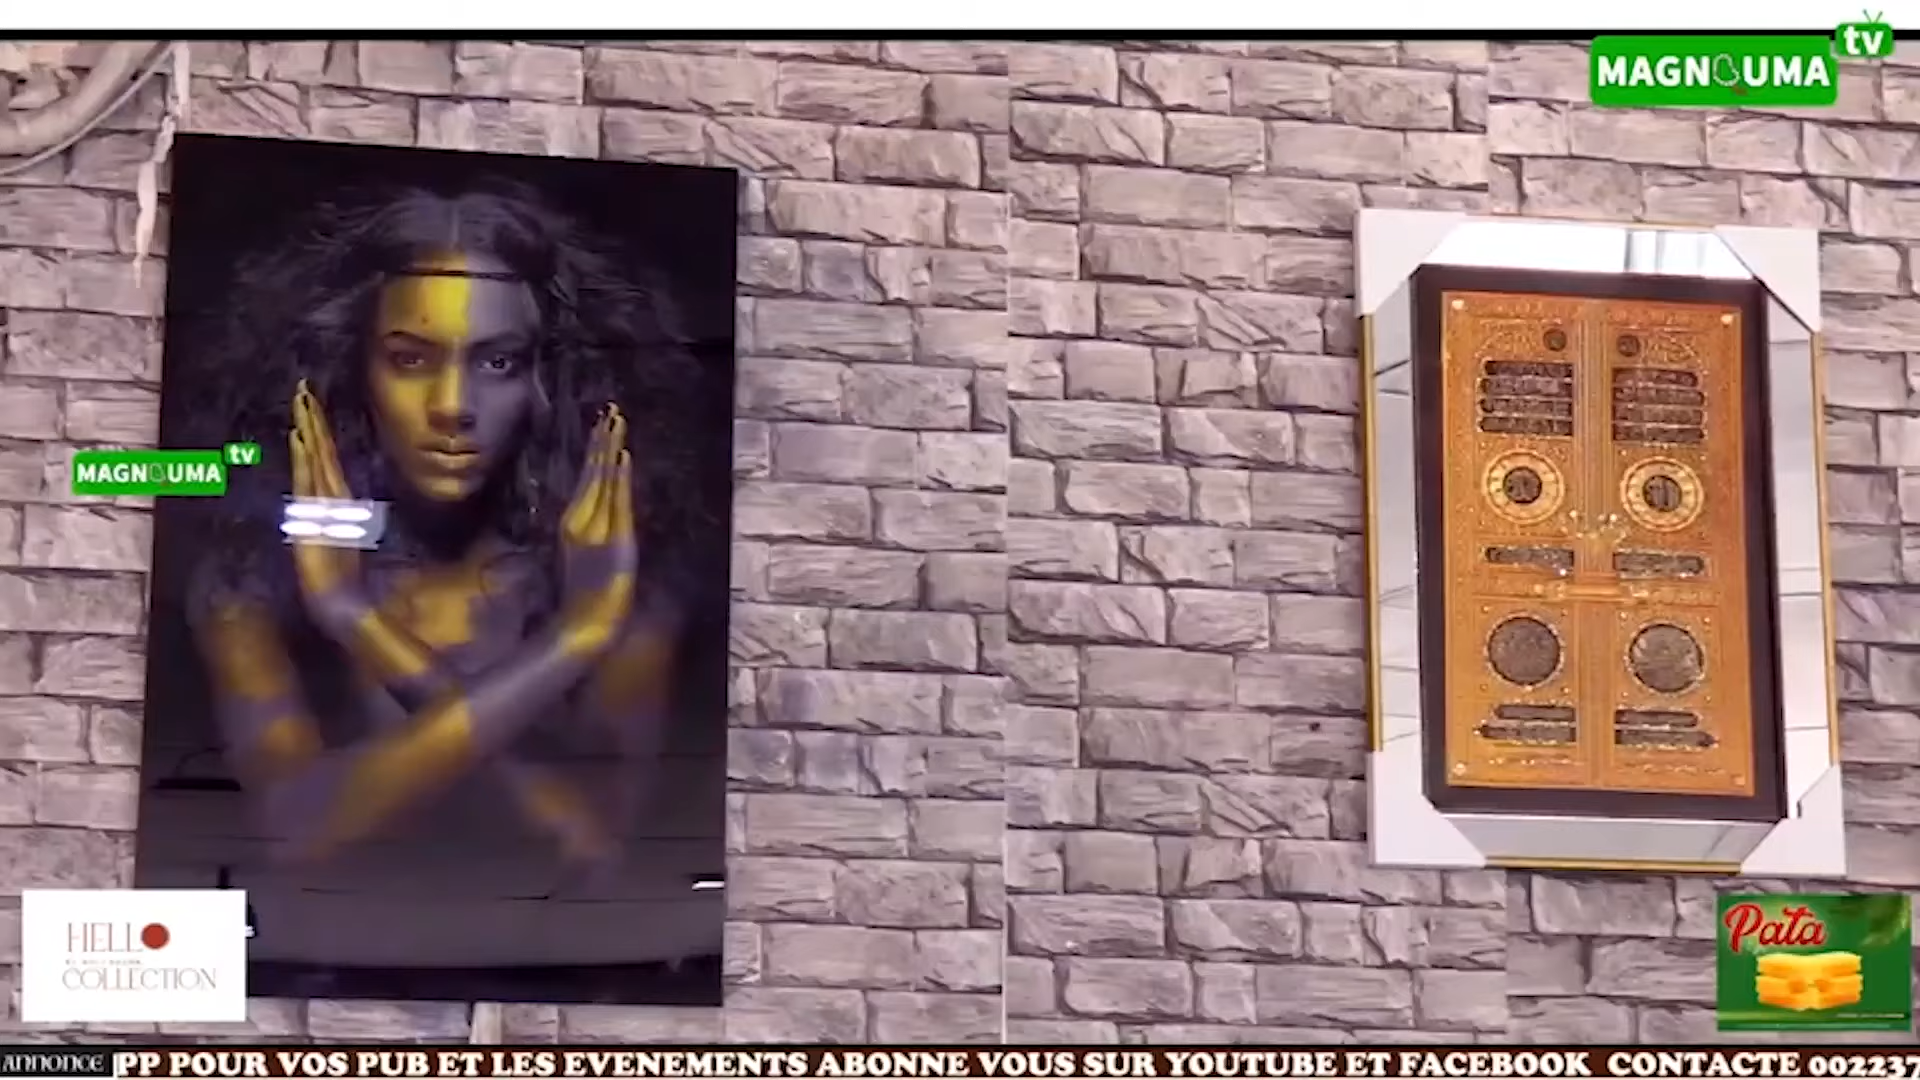 MAGNOUMA tv
MAGNOUMA tv
HELLO
COLLECTION
Pata
ANNONCE
PP POUR VOS PUB ET LES EVENEMENTS ABONNE VOUS SUR YOUTUBE ET FACEBOOK CONTACTE 002237